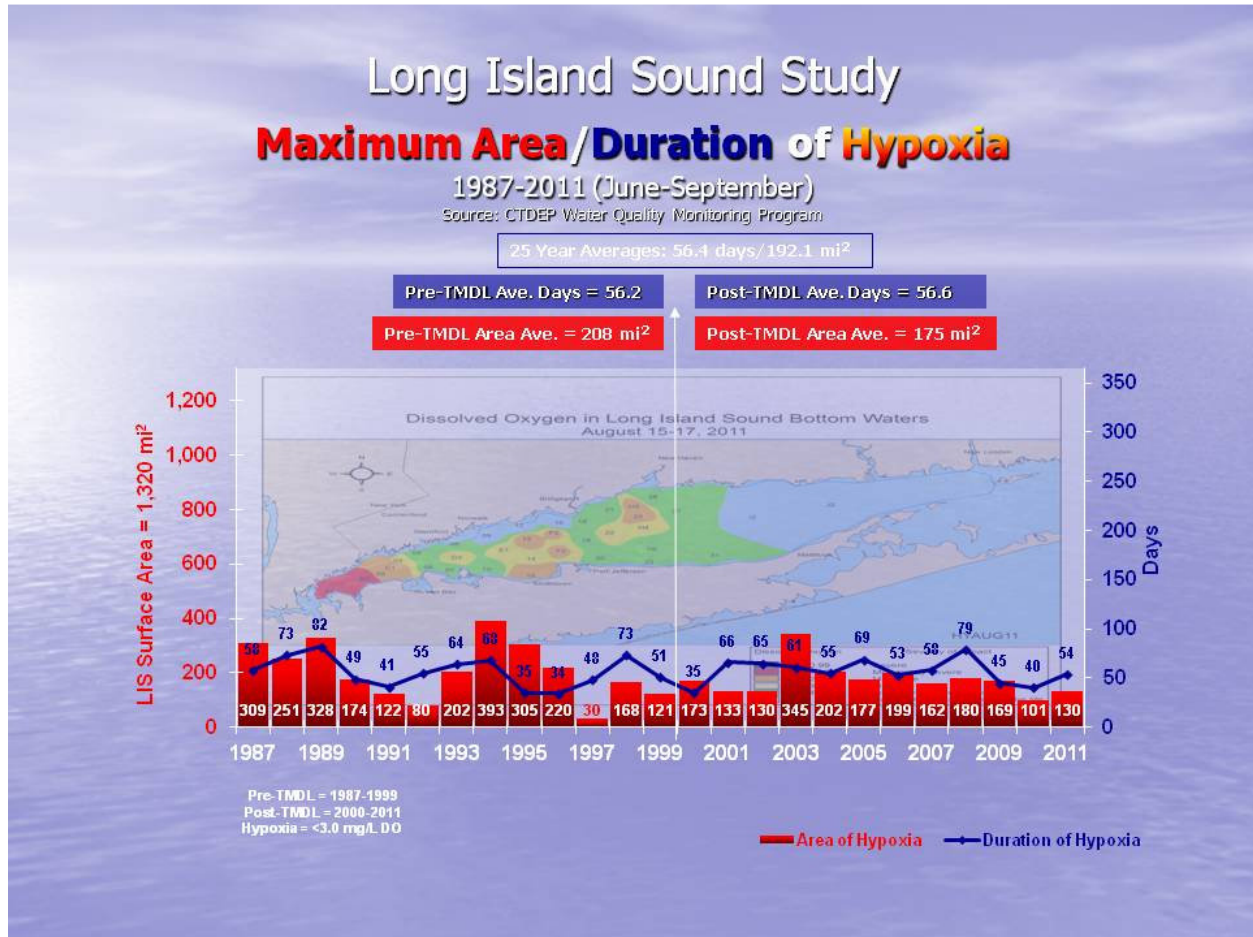 Long Island Sound Study
Maximum Area/Duration of Hypoxia
1987-2011 (June-September)
Source: CTDEP Water Quality Monitoring Program
25 Year Averages: 56.4 days/192.1 mi²
Pre-TMDL Ave. Days = 56.2
Post-TMDL Ave. Days = 56.6
Pre-TMDL Area Ave. = 208 mi²
Post-TMDL Area Ave. = 175 mi²
LIS Surface Area = 1,320 mi²
1,200
1,000
800
600
400
200
0
Dissolved Oxygen in Long Island Sound Bottom Waters
August 15-17, 2011
New Haven
New London
Bridgeport
HYAUG11
350
300
250
200
150
100
50
0
Days
58 73 82 49 41 55 64 68 35 34 48 73 51 35 66 65 61 55 69 53 58 79 45 40 54
309 251 328 174 122 80 202 393 305 220 30 168 121 173 133 130 345 202 177 199 162 180 169 101 130
1987 1989 1991 1993 1995 1997 1999 2001 2003 2005 2007 2009 2011
Pre-TMDL = 1987-1999
Post-TMDL = 2000-2011
Hypoxia = <3.0 mg/L DO
Area of Hypoxia
Duration of Hypoxia